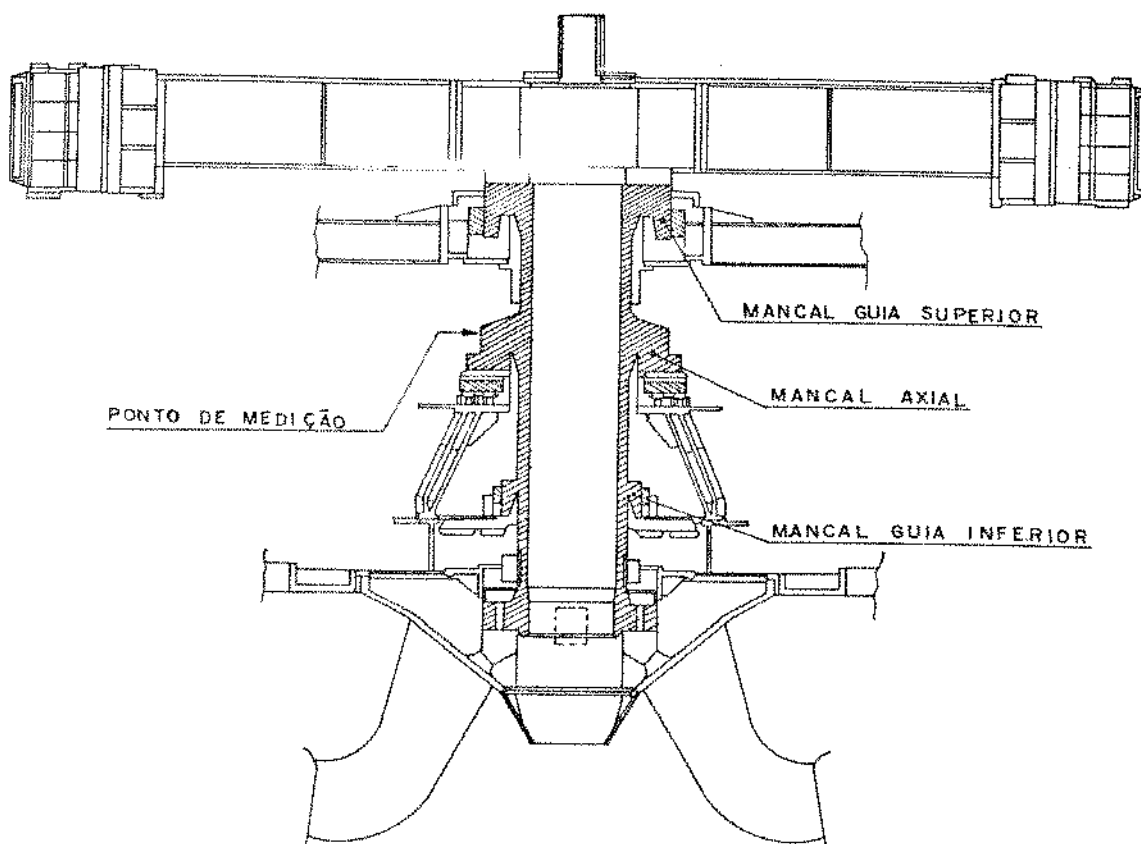 MANCAL GUIA SUPERIOR
MANCAL AXIAL
PONTO DE MEDIÇÃO
MANCAL GUIA INFERIOR